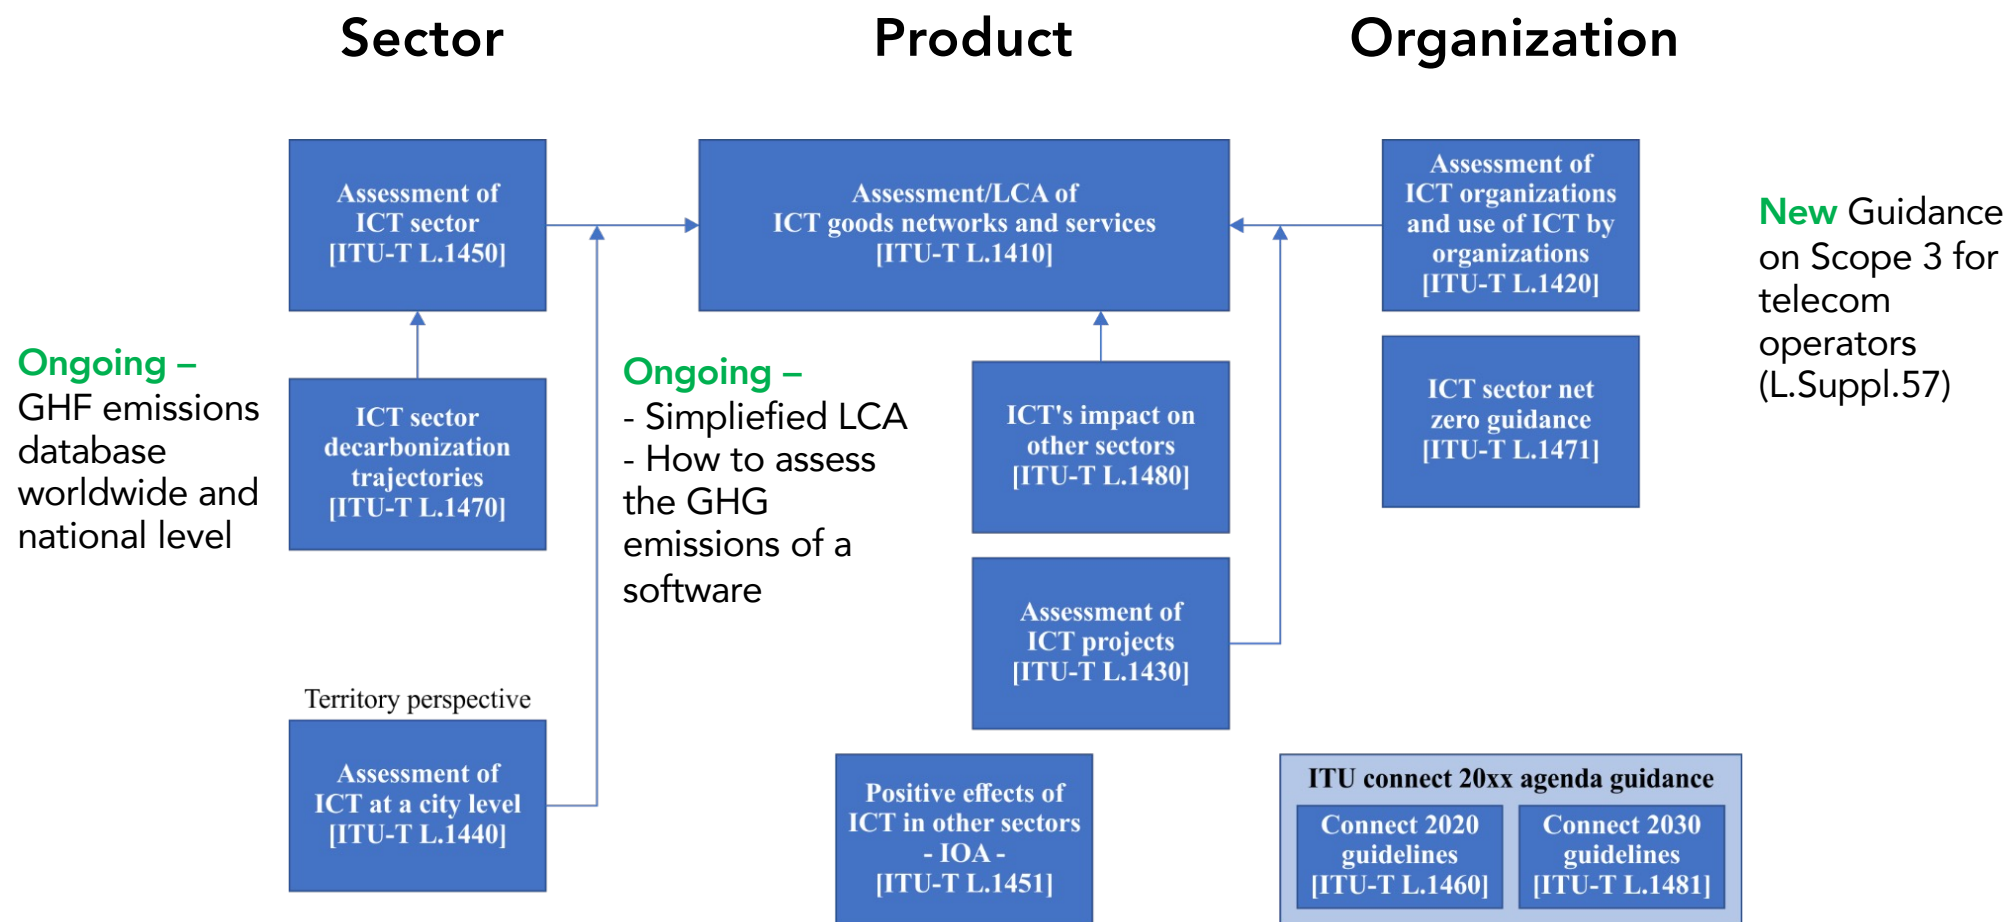 Sector
Product
Organization
Assessment of
ICT sector
[ITU-T L.1450]
Assessment/LCA of
ICT goods networks and services
[ITU-T L.1410]
Assessment of
ICT organizations
and use of ICT by
organizations
[ITU-T L.1420]
New Guidance
on Scope 3 for
telecom
operators
(L.Suppl.57)
Ongoing –
GHF emissions
database
worldwide and
national level
ICT sector
decarbonization
trajectories
[ITU-T L.1470]
Ongoing –
- Simpliefied LCA
- How to assess
the GHG
emissions of a
software
ICT's impact on
other sectors
[ITU-T L.1480]
ICT sector net
zero guidance
[ITU-T L.1471]
Assessment of
ICT projects
[ITU-T L.1430]
Territory perspective
Assessment of
ICT at a city level
[ITU-T L.1440]
Positive effects of
ICT in other sectors
- IOA -
[ITU-T L.1451]
ITU connect 20xx agenda guidance
Connect 2020
guidelines
[ITU-T L.1460]
Connect 2030
guidelines
[ITU-T L.1481]